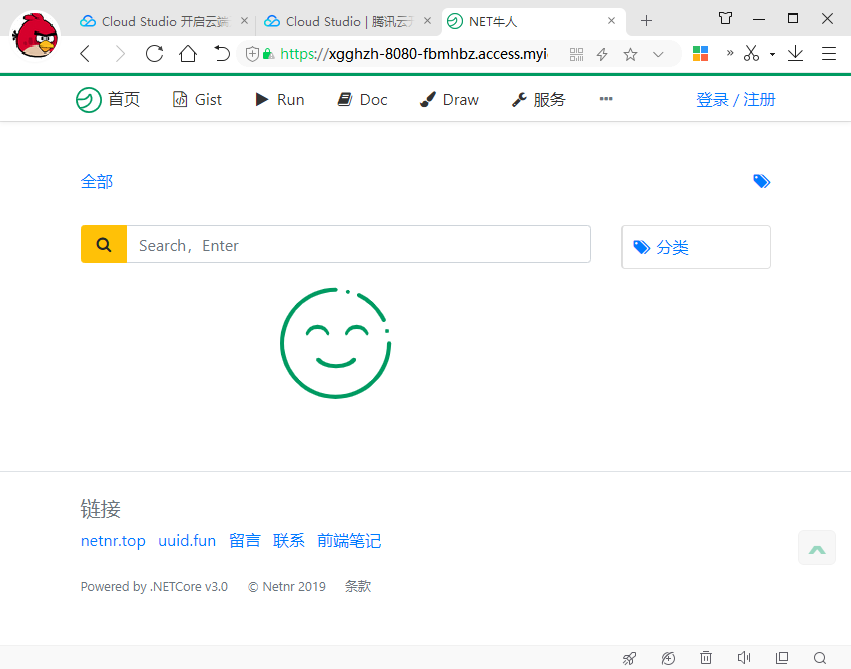 Cloud Studio 开启云端 Cloud Studio | 腾讯云 NET牛人
https://xgghzh-8080-fbmhbz.access.myi
首页 Gist Run Doc Draw 服务 登录 / 注册
全部
Search，Enter 分类
链接
netnr.top uuid.fun 留言 联系 前端笔记
Powered by .NETCore v3.0 © Netnr 2019 条款